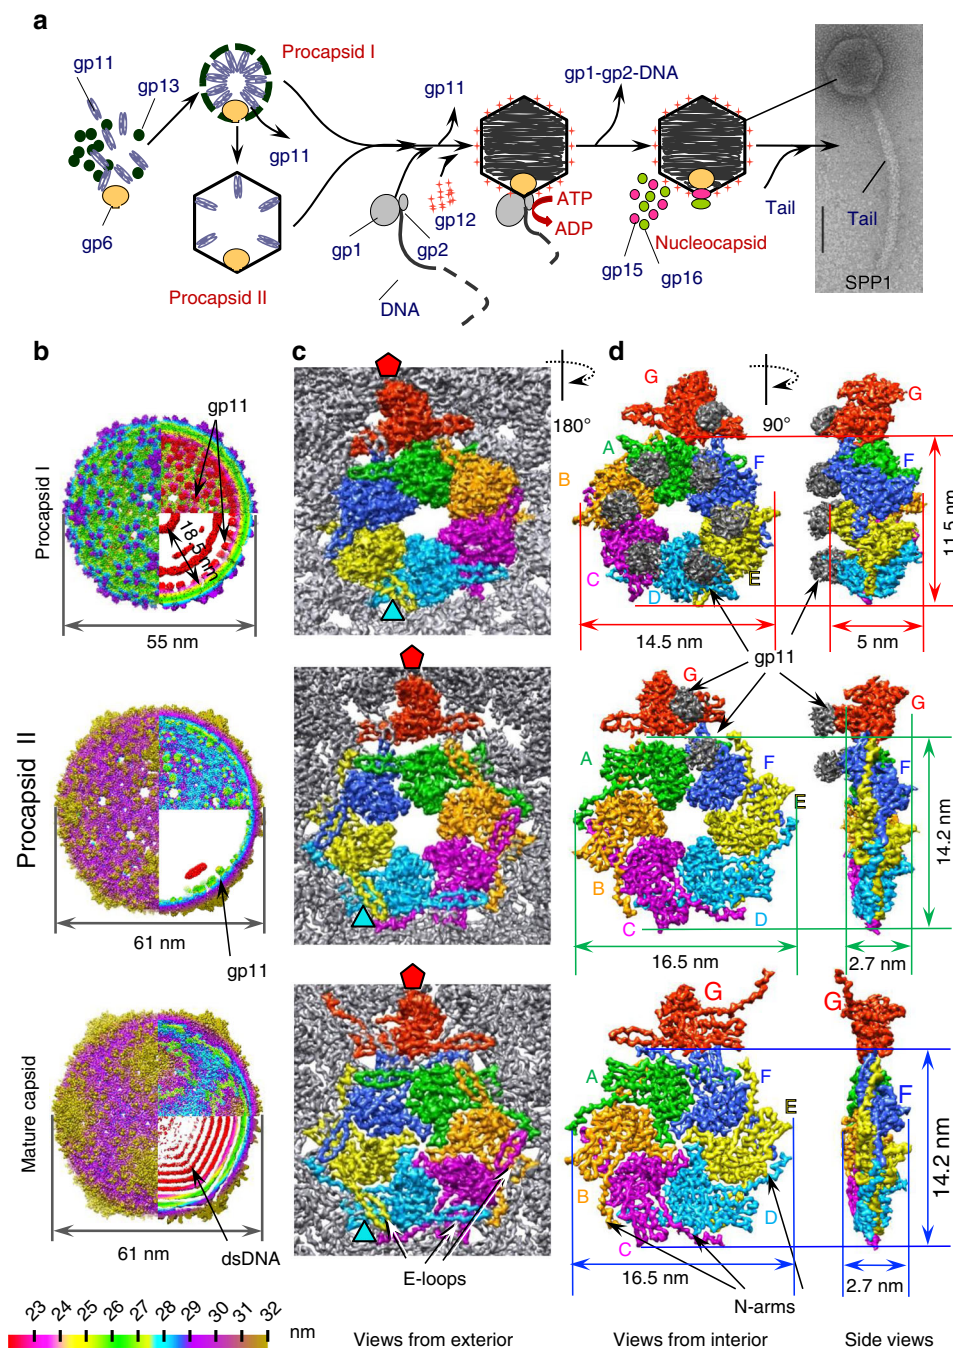 a
gp11
gp13
gp6
Procapsid I
gp11
Procapsid II
gp11
gp1-gp2-DNA
gp12
gp1
gp2
DNA
ATP
ADP
Nucleocapsid
gp15
gp16
Tail
Tail
SPP1
b
c
d
180°
90°
Procapsid I
gp11
18.5 nm
55 nm
G
A
B
F
C
D
E
G
F
11.5 nm
14.5 nm
5 nm
gp11
Procapsid II
61 nm
gp11
G
A
F
E
B
C
D
G
F
14.2 nm
16.5 nm
2.7 nm
Mature capsid
61 nm
dsDNA
E-loops
G
A
F
E
B
C
D
G
F
14.2 nm
16.5 nm
2.7 nm
N-arms
23 24 25 26 27 28 29 30 31 32 nm
Views from exterior
Views from interior
Side views